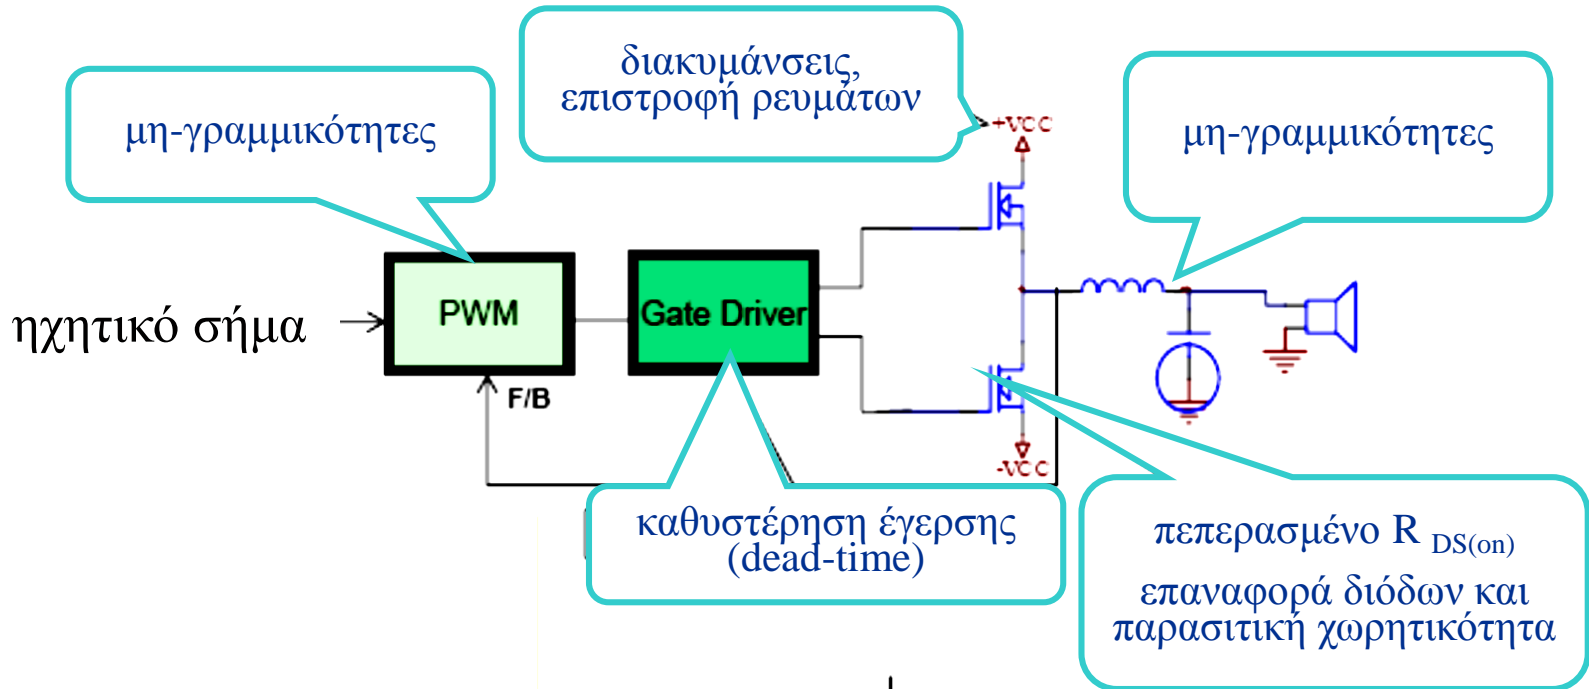 διακυμάνσεις,
επιστροφή ρευμάτων
μη-γραμμικότητες
μη-γραμμικότητες
+VCC
ηχητικό σήμα
PWM
Gate Driver
F/B
-VCC
καθυστέρηση έγερσης
(dead-time)
πεπερασμένο R DS(on)
επαναφορά διόδων και
παρασιτική χωρητικότητα